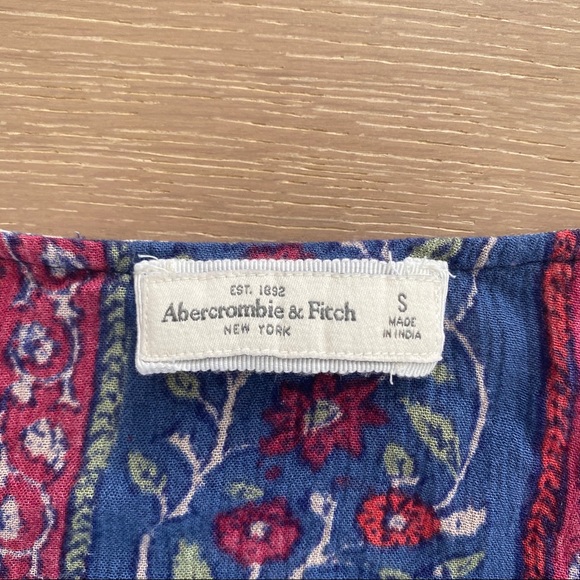 EST. 1892
Abercrombie & Fitch
NEW YORK
S
MADE
IN INDIA